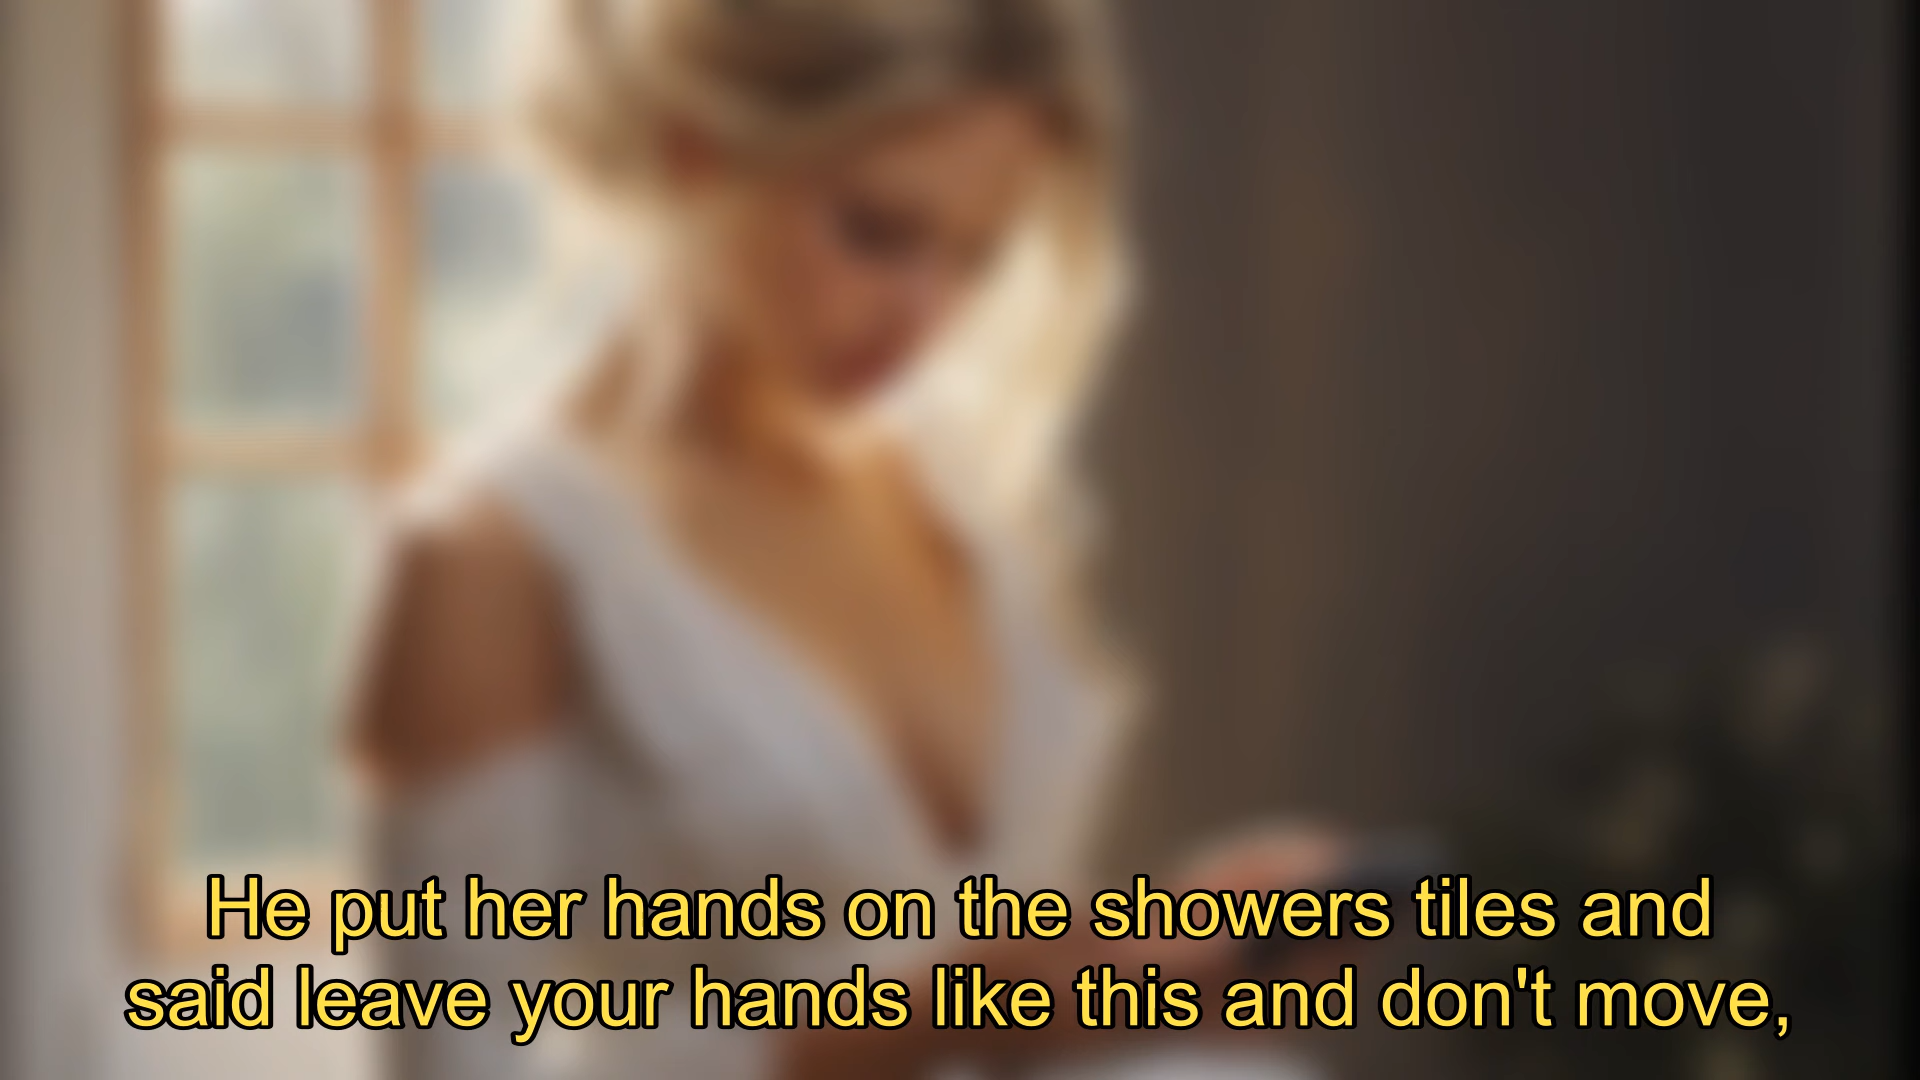 He put her hands on the showers tiles and
said leave your hands like this and don't move,